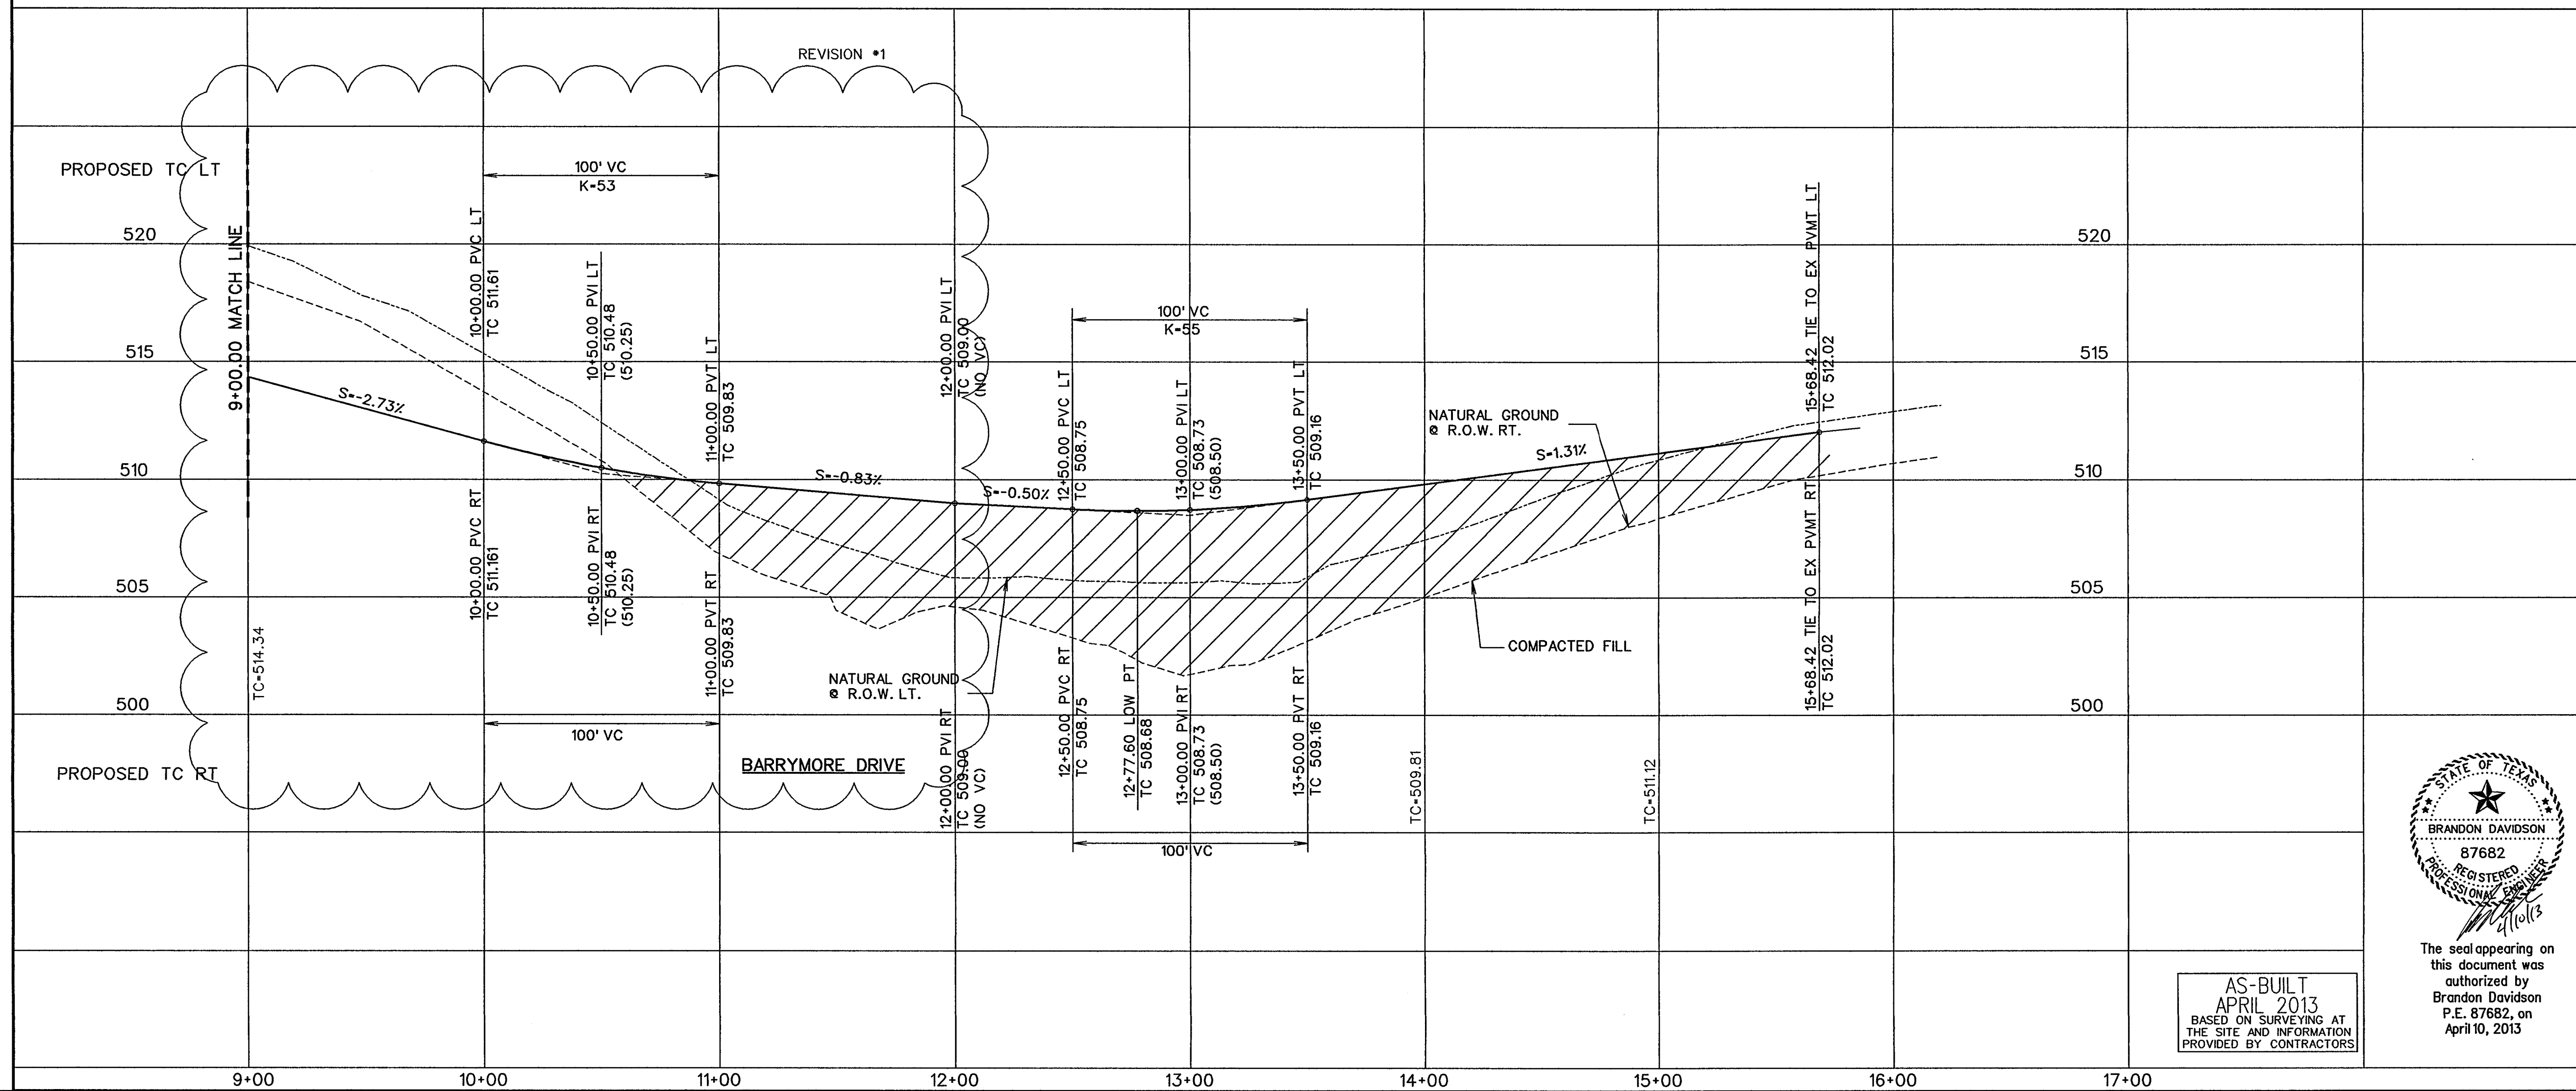 REVISION *1
PROPOSED TC LT
100' VC
K=53
9+00.00 MATCH LINE
10+00.00 PVC LT
TC 511.61
10+50.00 PVI LT
TC 510.48
(510.25)
11+00.00 PVT LT
TC 509.83
12+00.00 PVI LT
TC 509.00
(NO VC)
100' VC
K=55
12+50.00 PVC LT
TC 508.75
13+00.00 PVI LT
TC 508.73
(508.50)
13+50.00 PVT LT
TC 509.16
15+68.42 TIE TO EX PVMT LT
TC 512.02
520
520
515
515
510
510
505
505
500
500
S=-2.73%
S=-0.83%
S=-0.50%
S=1.31%
NATURAL GROUND
@ R.O.W. RT.
COMPACTED FILL
NATURAL GROUND
@ R.O.W. LT.
TC=514.34
10+00.00 PVC RT
TC 511.161
10+50.00 PVI RT
TC 510.48
(510.25)
11+00.00 PVT RT
TC 509.83
12+00.00 PVI RT
TC 509.00
(NO VC)
12+50.00 PVC RT
TC 508.75
12+77.60 LOW PT
TC 508.68
13+00.00 PVI RT
TC 508.73
(508.50)
13+50.00 PVT RT
TC 509.16
TC=509.81
TC=511.12
15+68.42 TIE TO EX PVMT RT
TC 512.02
100' VC
BARRYMORE DRIVE
PROPOSED TC RT
100' VC
STATE OF TEXAS
BRANDON DAVIDSON
87682
REGISTERED
PROFESSIONAL ENGINEER
4/10/13
The seal appearing on
this document was
authorized by
Brandon Davidson
P.E. 87682, on
April 10, 2013
AS-BUILT
APRIL 2013
BASED ON SURVEYING AT
THE SITE AND INFORMATION
PROVIDED BY CONTRACTORS
9+00
10+00
11+00
12+00
13+00
14+00
15+00
16+00
17+00